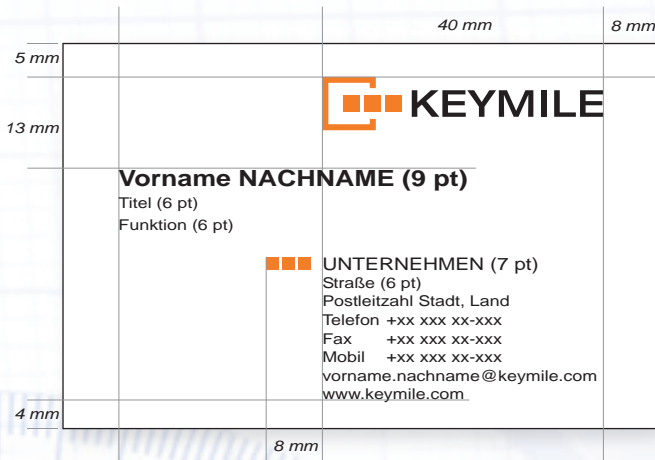 40 mm
8 mm
5 mm
KEYMILE
13 mm
Vorname NACHNAME (9 pt)
Titel (6 pt)
Funktion (6 pt)
UNTERNEHMEN (7 pt)
Straße (6 pt)
Postleitzahl Stadt, Land
Telefon +xx xxx xx-xxx
Fax +xx xxx xx-xxx
Mobil +xx xxx xx-xxx
vorname.nachname@keymile.com
www.keymile.com
4 mm
8 mm